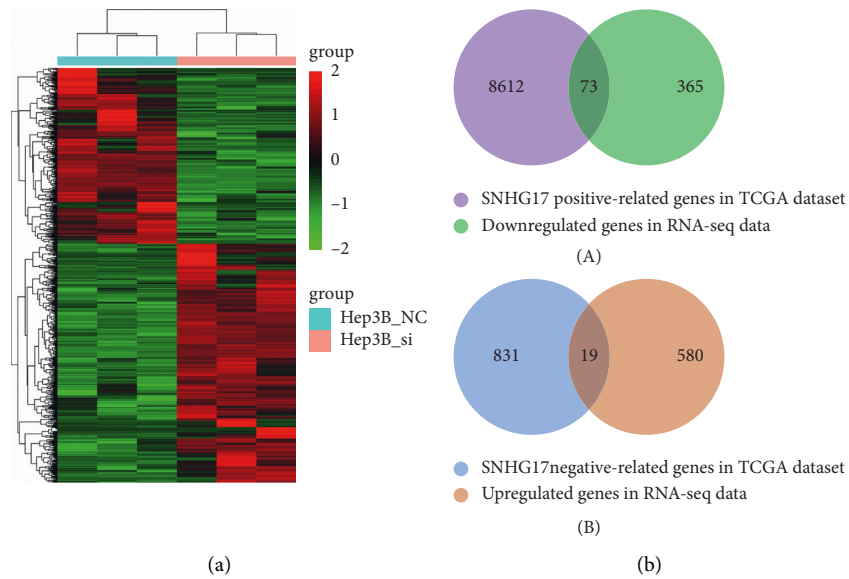 group
2
1
0
−1
−2
group
Hep3B_NC
Hep3B_si
(a)
8612 73 365
SNHG17 positive-related genes in TCGA dataset
Downregulated genes in RNA-seq data
(A)
831 19 580
SNHG17negative-related genes in TCGA dataset
Upregulated genes in RNA-seq data
(B)
(b)